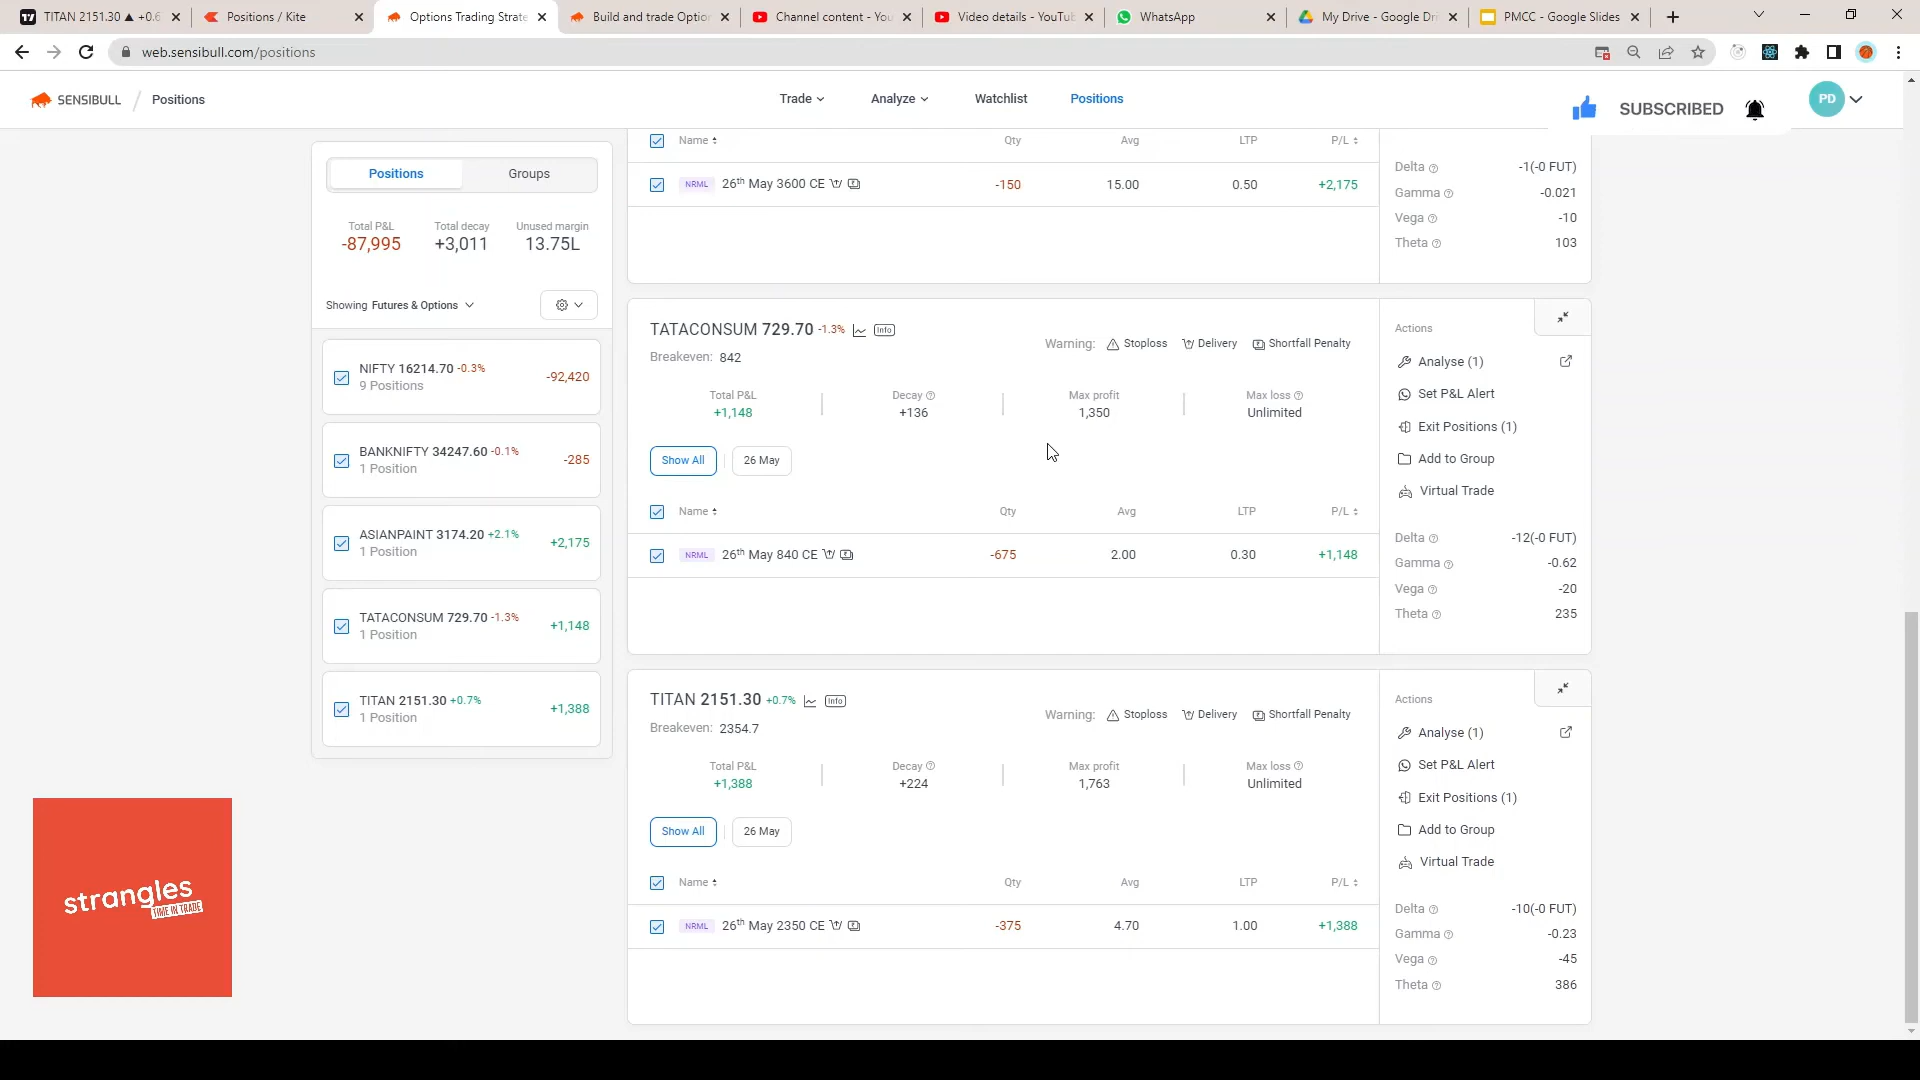 TITAN 2151.30 ▲ +0.6
Positions / Kite
Options Trading Strate
Build and trade Optio
Channel content - You
Video details - YouTub
WhatsApp
My Drive - Google Dri
PMCC - Google Slides
web.sensibull.com/positions
SENSIBULL / Positions
Trade
Analyze
Watchlist
Positions
SUBSCRIBED
PD
Positions
Groups
Total P&L
Total decay
Unused margin
-87,995
+3,011
13.75L
Showing Futures & Options
NIFTY 16214.70 -0.3%
9 Positions
-92,420
BANKNIFTY 34247.60 -0.1%
1 Position
-285
ASIANPAINT 3174.20 +2.1%
1 Position
+2,175
TATACONSUM 729.70 -1.3%
1 Position
+1,148
TITAN 2151.30 +0.7%
1 Position
+1,388
strangles
TIME IN TRADE
Name Qty Avg LTP P/L
NRML 26th May 3600 CE -150 15.00 0.50 +2,175
Delta -1(-0 FUT)
Gamma -0.021
Vega -10
Theta 103
TATACONSUM 729.70 -1.3% Info
Breakeven: 842
Warning: Stoploss Delivery Shortfall Penalty
Total P&L Decay Max profit Max loss
+1,148 +136 1,350 Unlimited
Show All 26 May
Name Qty Avg LTP P/L
NRML 26th May 840 CE -675 2.00 0.30 +1,148
Actions
Analyse (1)
Set P&L Alert
Exit Positions (1)
Add to Group
Virtual Trade
Delta -12(-0 FUT)
Gamma -0.62
Vega -20
Theta 235
TITAN 2151.30 +0.7% Info
Breakeven: 2354.7
Warning: Stoploss Delivery Shortfall Penalty
Total P&L Decay Max profit Max loss
+1,388 +224 1,763 Unlimited
Show All 26 May
Name Qty Avg LTP P/L
NRML 26th May 2350 CE -375 4.70 1.00 +1,388
Actions
Analyse (1)
Set P&L Alert
Exit Positions (1)
Add to Group
Virtual Trade
Delta -10(-0 FUT)
Gamma -0.23
Vega -45
Theta 386